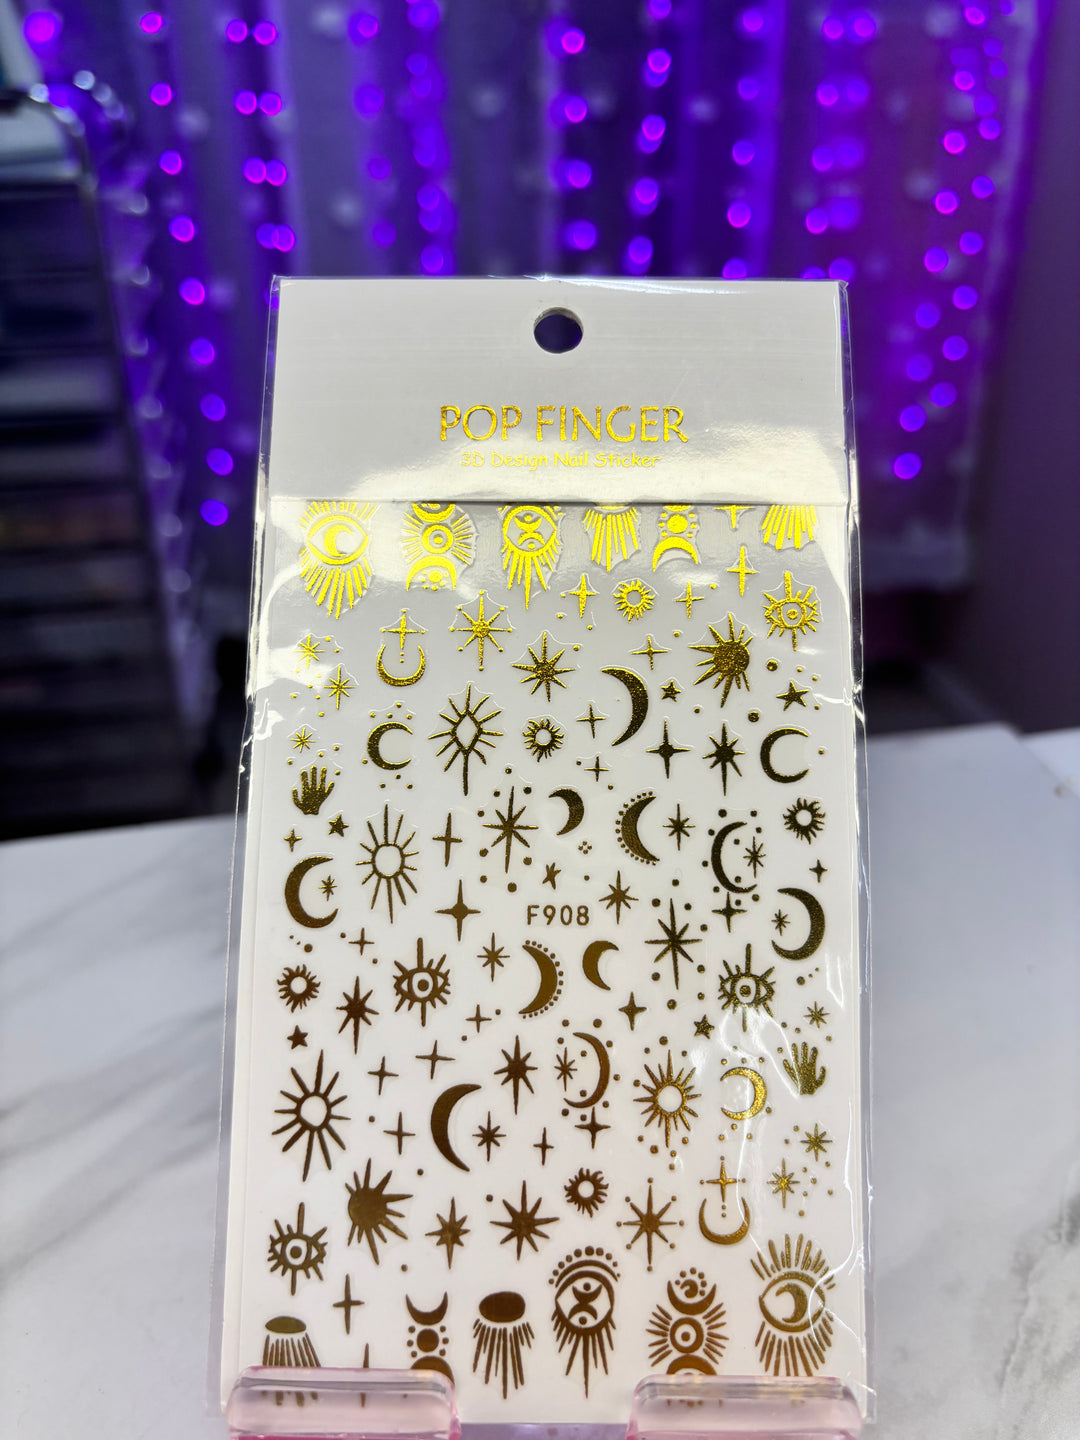 POP FINGER
3D Design Nail Sticker
F908